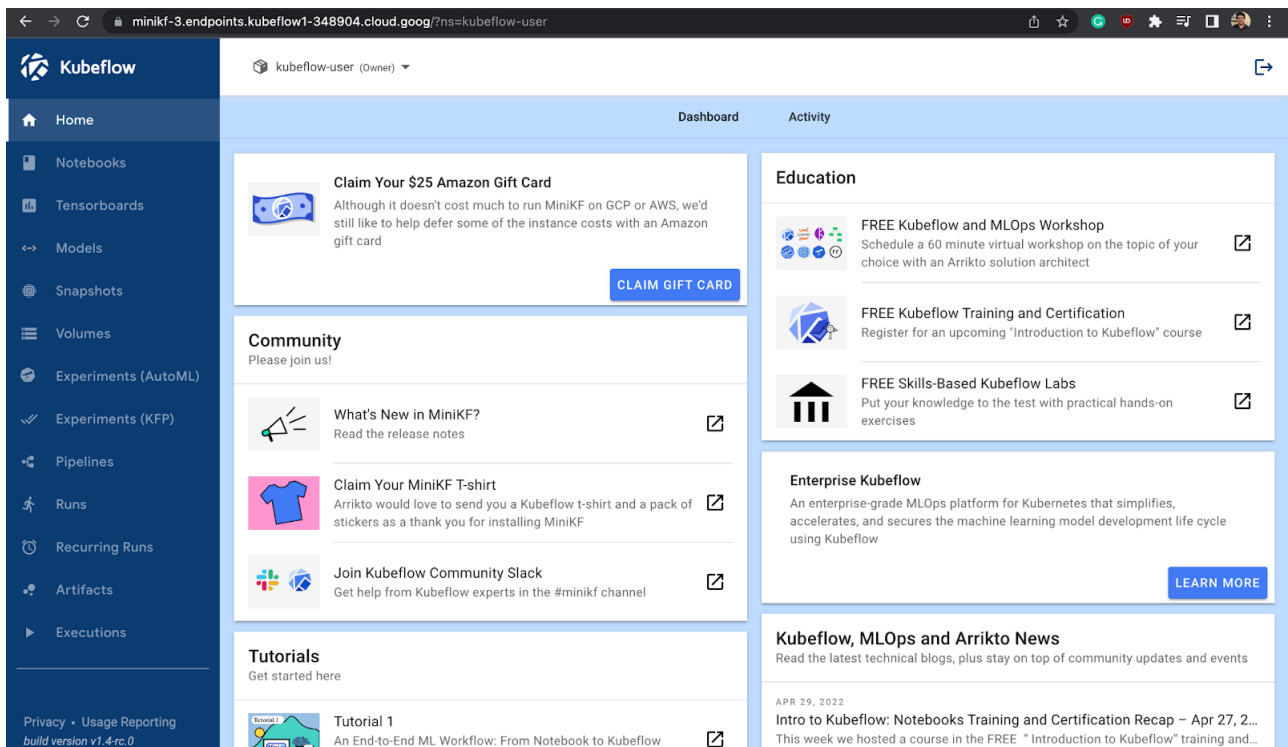 minikf-3.endpoints.kubeflow1-348904.cloud.goog/?ns=kubeflow-user
Kubeflow
kubeflow-user (Owner)
Home
Notebooks
Tensorboards
Models
Snapshots
Volumes
Experiments (AutoML)
Experiments (KFP)
Pipelines
Runs
Recurring Runs
Artifacts
Executions
Privacy • Usage Reporting
build version v1.4-rc.0
Dashboard
Activity
Claim Your $25 Amazon Gift Card
Although it doesn't cost much to run MiniKF on GCP or AWS, we'd
still like to help defer some of the instance costs with an Amazon
gift card
CLAIM GIFT CARD
Community
Please join us!
What's New in MiniKF?
Read the release notes
Claim Your MiniKF T-shirt
Arrikto would love to send you a Kubeflow t-shirt and a pack of
stickers as a thank you for installing MiniKF
Join Kubeflow Community Slack
Get help from Kubeflow experts in the #minikf channel
Tutorials
Get started here
Tutorial 1
Tutorial 1
An End-to-End ML Workflow: From Notebook to Kubeflow
Education
FREE Kubeflow and MLOps Workshop
Schedule a 60 minute virtual workshop on the topic of your
choice with an Arrikto solution architect
FREE Kubeflow Training and Certification
Register for an upcoming "Introduction to Kubeflow" course
FREE Skills-Based Kubeflow Labs
Put your knowledge to the test with practical hands-on
exercises
Enterprise Kubeflow
An enterprise-grade MLOps platform for Kubernetes that simplifies,
accelerates, and secures the machine learning model development life cycle
using Kubeflow
LEARN MORE
Kubeflow, MLOps and Arrikto News
Read the latest technical blogs, plus stay on top of community updates and events
APR 29, 2022
Intro to Kubeflow: Notebooks Training and Certification Recap – Apr 27, 2...
This week we hosted a course in the FREE " Introduction to Kubeflow" training and...